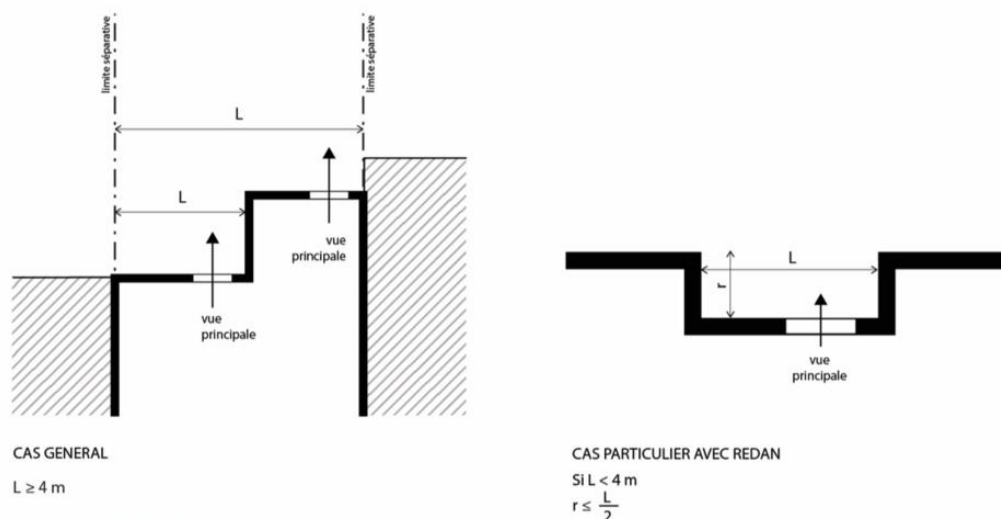 limite séparative
limite séparative
L
L
vue
principale
vue
principale
L
r
vue
principale
CAS GENERAL
L ≥ 4 m
CAS PARTICULIER AVEC REDAN
Si L < 4 m
r ≤ L/2